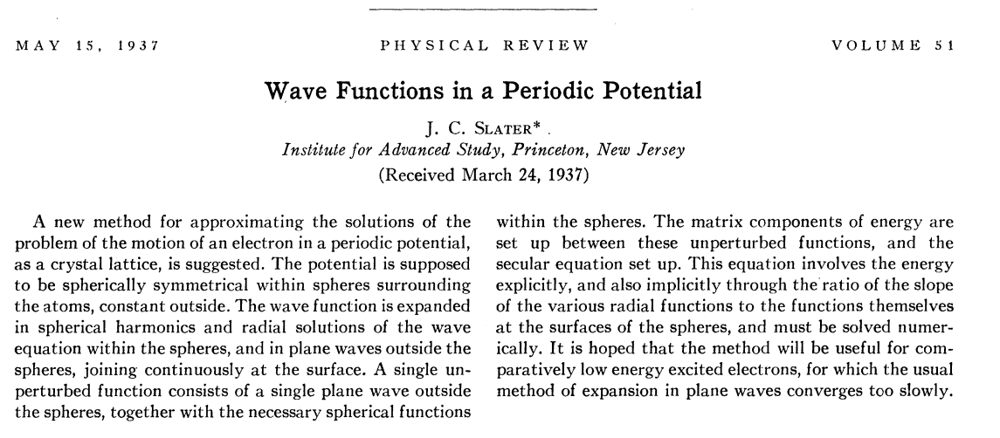 MAY 15, 1937 PHYSICAL REVIEW VOLUME 51
Wave Functions in a Periodic Potential
J. C. SLATER*
Institute for Advanced Study, Princeton, New Jersey
(Received March 24, 1937)
A new method for approximating the solutions of the
problem of the motion of an electron in a periodic potential,
as a crystal lattice, is suggested. The potential is supposed
to be spherically symmetrical within spheres surrounding
the atoms, constant outside. The wave function is expanded
in spherical harmonics and radial solutions of the wave
equation within the spheres, and in plane waves outside the
spheres, joining continuously at the surface. A single un-
perturbed function consists of a single plane wave outside
the spheres, together with the necessary spherical functions
within the spheres. The matrix components of energy are
set up between these unperturbed functions, and the
secular equation set up. This equation involves the energy
explicitly, and also implicitly through the ratio of the slope
of the various radial functions to the functions themselves
at the surfaces of the spheres, and must be solved numer-
ically. It is hoped that the method will be useful for com-
paratively low energy excited electrons, for which the usual
method of expansion in plane waves converges too slowly.